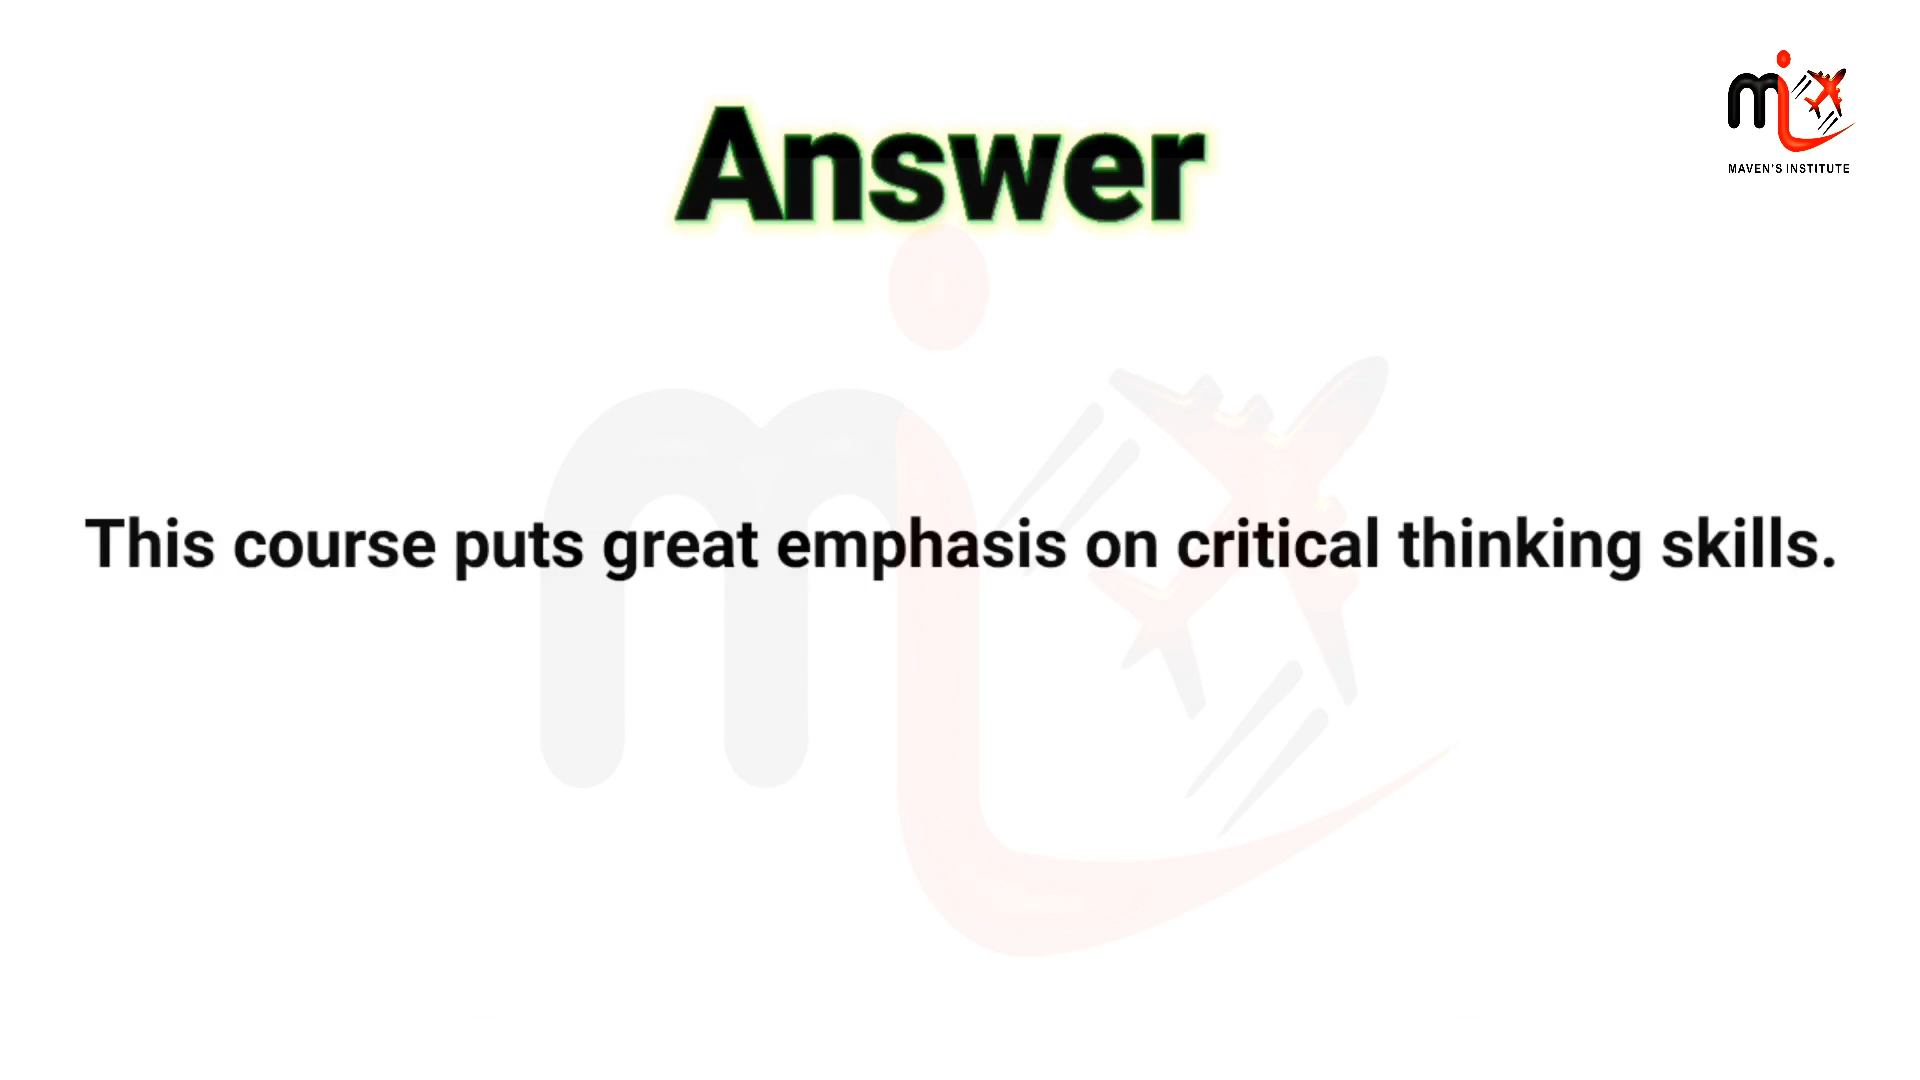 MAVEN'S INSTITUTE
Answer
This course puts great emphasis on critical thinking skills.